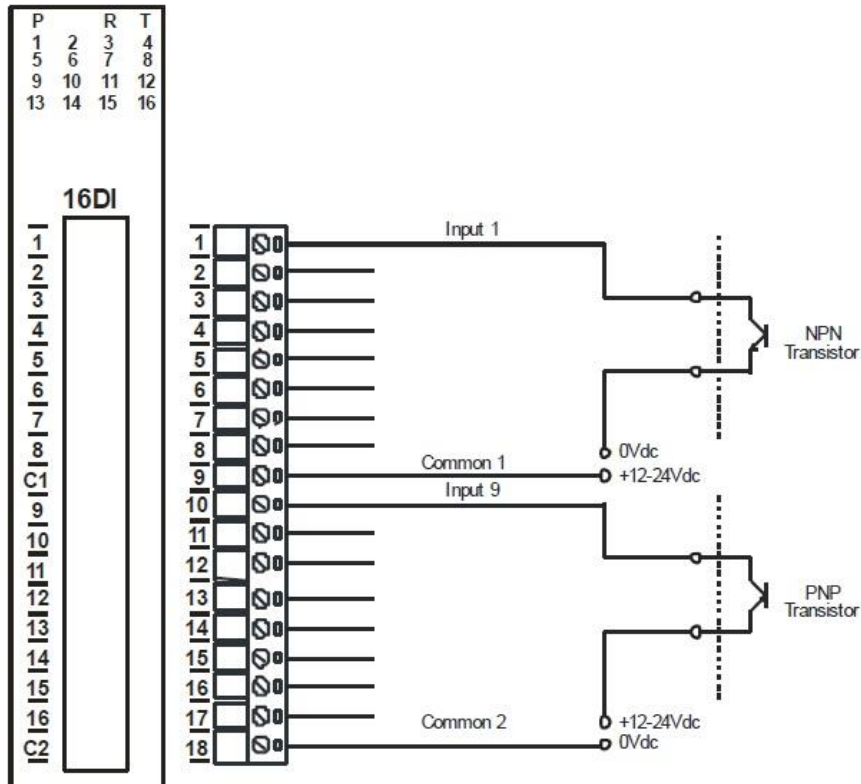 P R T
1 2 3 4
5 6 7 8
9 10 11 12
13 14 15 16
16DI
1
2
3
4
5
6
7
8
C1
9
10
11
12
13
14
15
16
C2
1
2
3
4
5
6
7
8
9
10
11
12
13
14
15
16
17
18
Input 1
NPN
Transistor
0Vdc
Common 1
+12-24Vdc
Input 9
PNP
Transistor
+12-24Vdc
Common 2
0Vdc